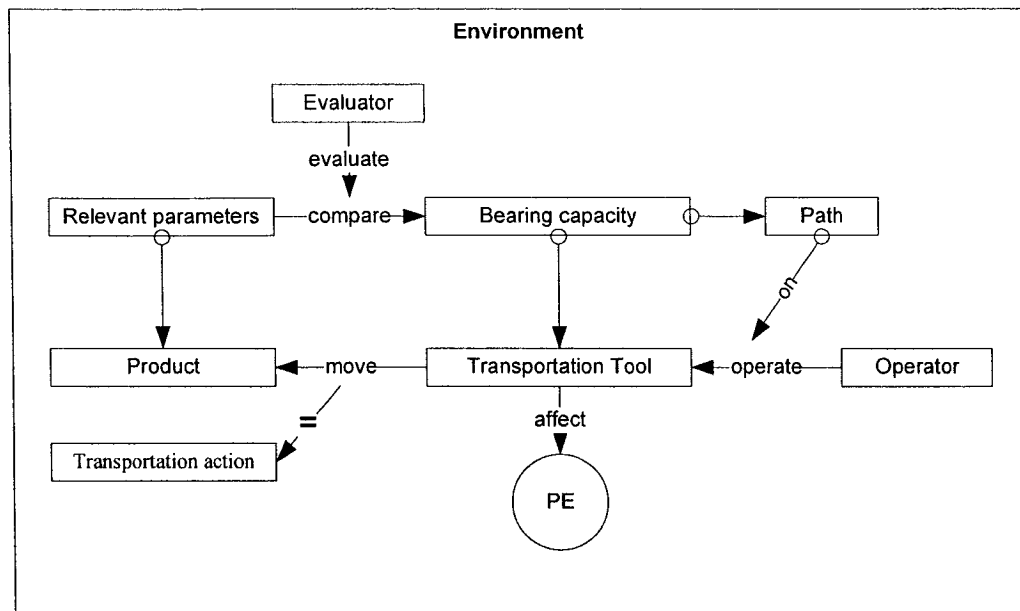 Environment
Evaluator
evaluate
Relevant parameters
compare
Bearing capacity
Path
on
Product
move
Transportation Tool
operate
Operator
=
affect
Transportation action
PE